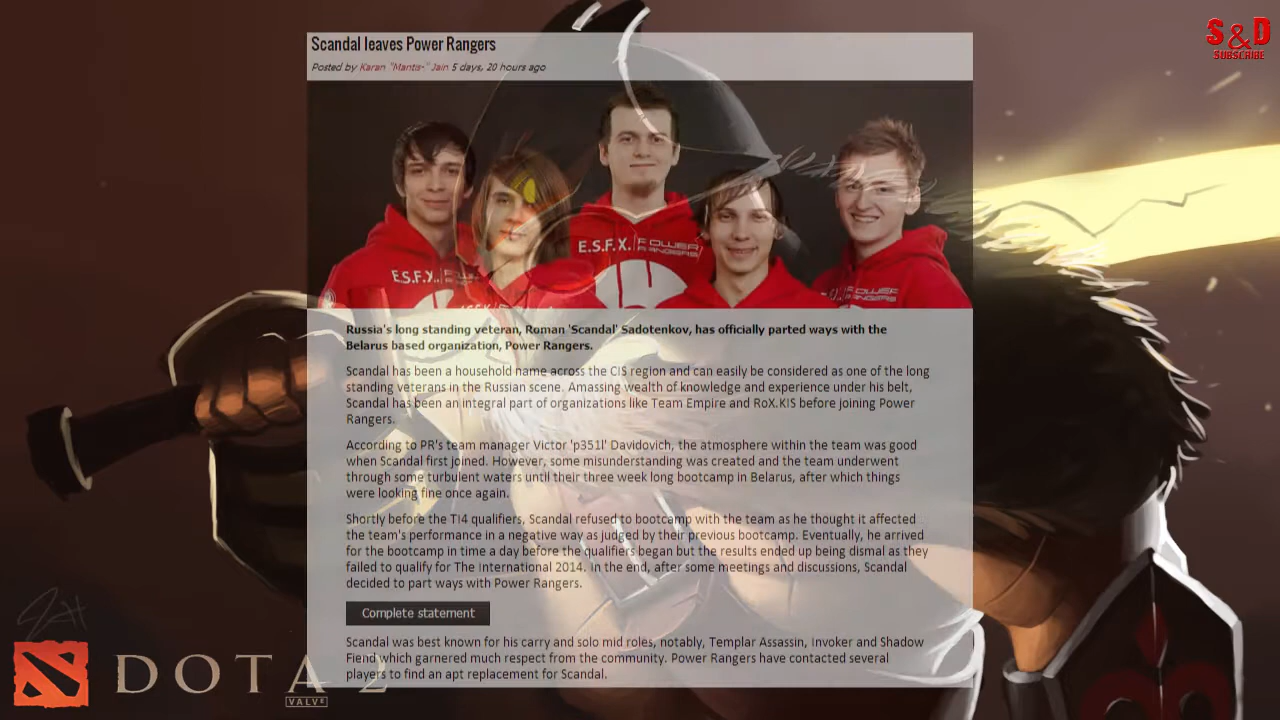 S & D
SUBSCRIBE
Scandal leaves Power Rangers
Posted by Karan "Mantis-" Jain 5 days, 20 hours ago
E.S.F.X. POWER RANGERS
E.S.F.X. POWER RANGERS
POWER RANGERS
Russia's long standing veteran, Roman 'Scandal' Sadotenkov, has officially parted ways with the
Belarus based organization, Power Rangers.
Scandal has been a household name across the CIS region and can easily be considered as one of the long
standing veterans in the Russian scene. Amassing wealth of knowledge and experience under his belt,
Scandal has been an integral part of organizations like Team Empire and RoX.KIS before joining Power
Rangers.
According to PR's team manager Victor 'p351l' Davidovich, the atmosphere within the team was good
when Scandal first joined. However, some misunderstanding was created and the team underwent
through some turbulent waters until their three week long bootcamp in Belarus, after which things
were looking fine once again.
Shortly before the TI4 qualifiers, Scandal refused to bootcamp with the team as he thought it affected
the team's performance in a negative way as judged by their previous bootcamp. Eventually, he arrived
for the bootcamp in time a day before the qualifiers began but the results ended up being dismal as they
failed to qualify for The International 2014. In the end, after some meetings and discussions, Scandal
decided to part ways with Power Rangers.
Complete statement
Scandal was best known for his carry and solo mid roles, notably, Templar Assassin, Invoker and Shadow
Fiend which garnered much respect from the community. Power Rangers have contacted several
players to find an apt replacement for Scandal.
DOTA 2
VALVE